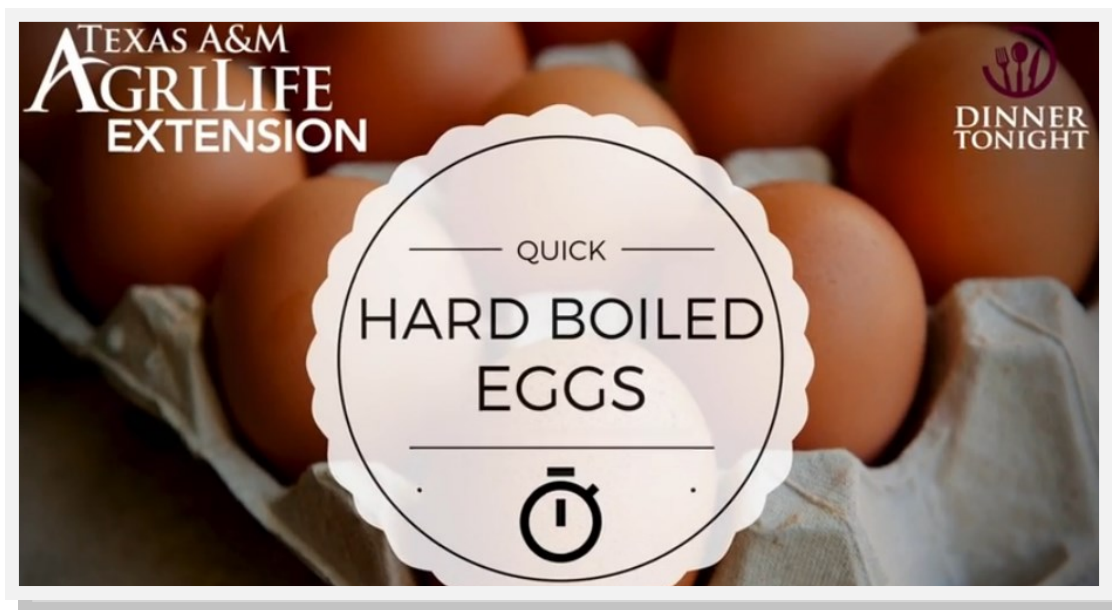 TEXAS A&M
AGRILIFE
EXTENSION
DINNER
TONIGHT
QUICK
HARD BOILED
EGGS